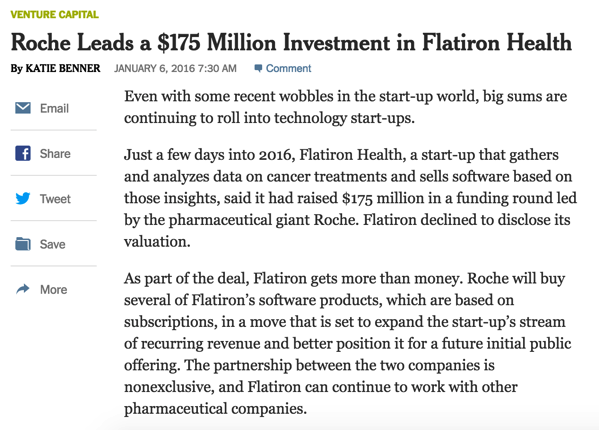 VENTURE CAPITAL
Roche Leads a $175 Million Investment in Flatiron Health
By KATIE BENNER JANUARY 6, 2016 7:30 AM Comment
Email
Share
Tweet
Save
More
Even with some recent wobbles in the start-up world, big sums are
continuing to roll into technology start-ups.
Just a few days into 2016, Flatiron Health, a start-up that gathers
and analyzes data on cancer treatments and sells software based on
those insights, said it had raised $175 million in a funding round led
by the pharmaceutical giant Roche. Flatiron declined to disclose its
valuation.
As part of the deal, Flatiron gets more than money. Roche will buy
several of Flatiron’s software products, which are based on
subscriptions, in a move that is set to expand the start-up’s stream
of recurring revenue and better position it for a future initial public
offering. The partnership between the two companies is
nonexclusive, and Flatiron can continue to work with other
pharmaceutical companies.